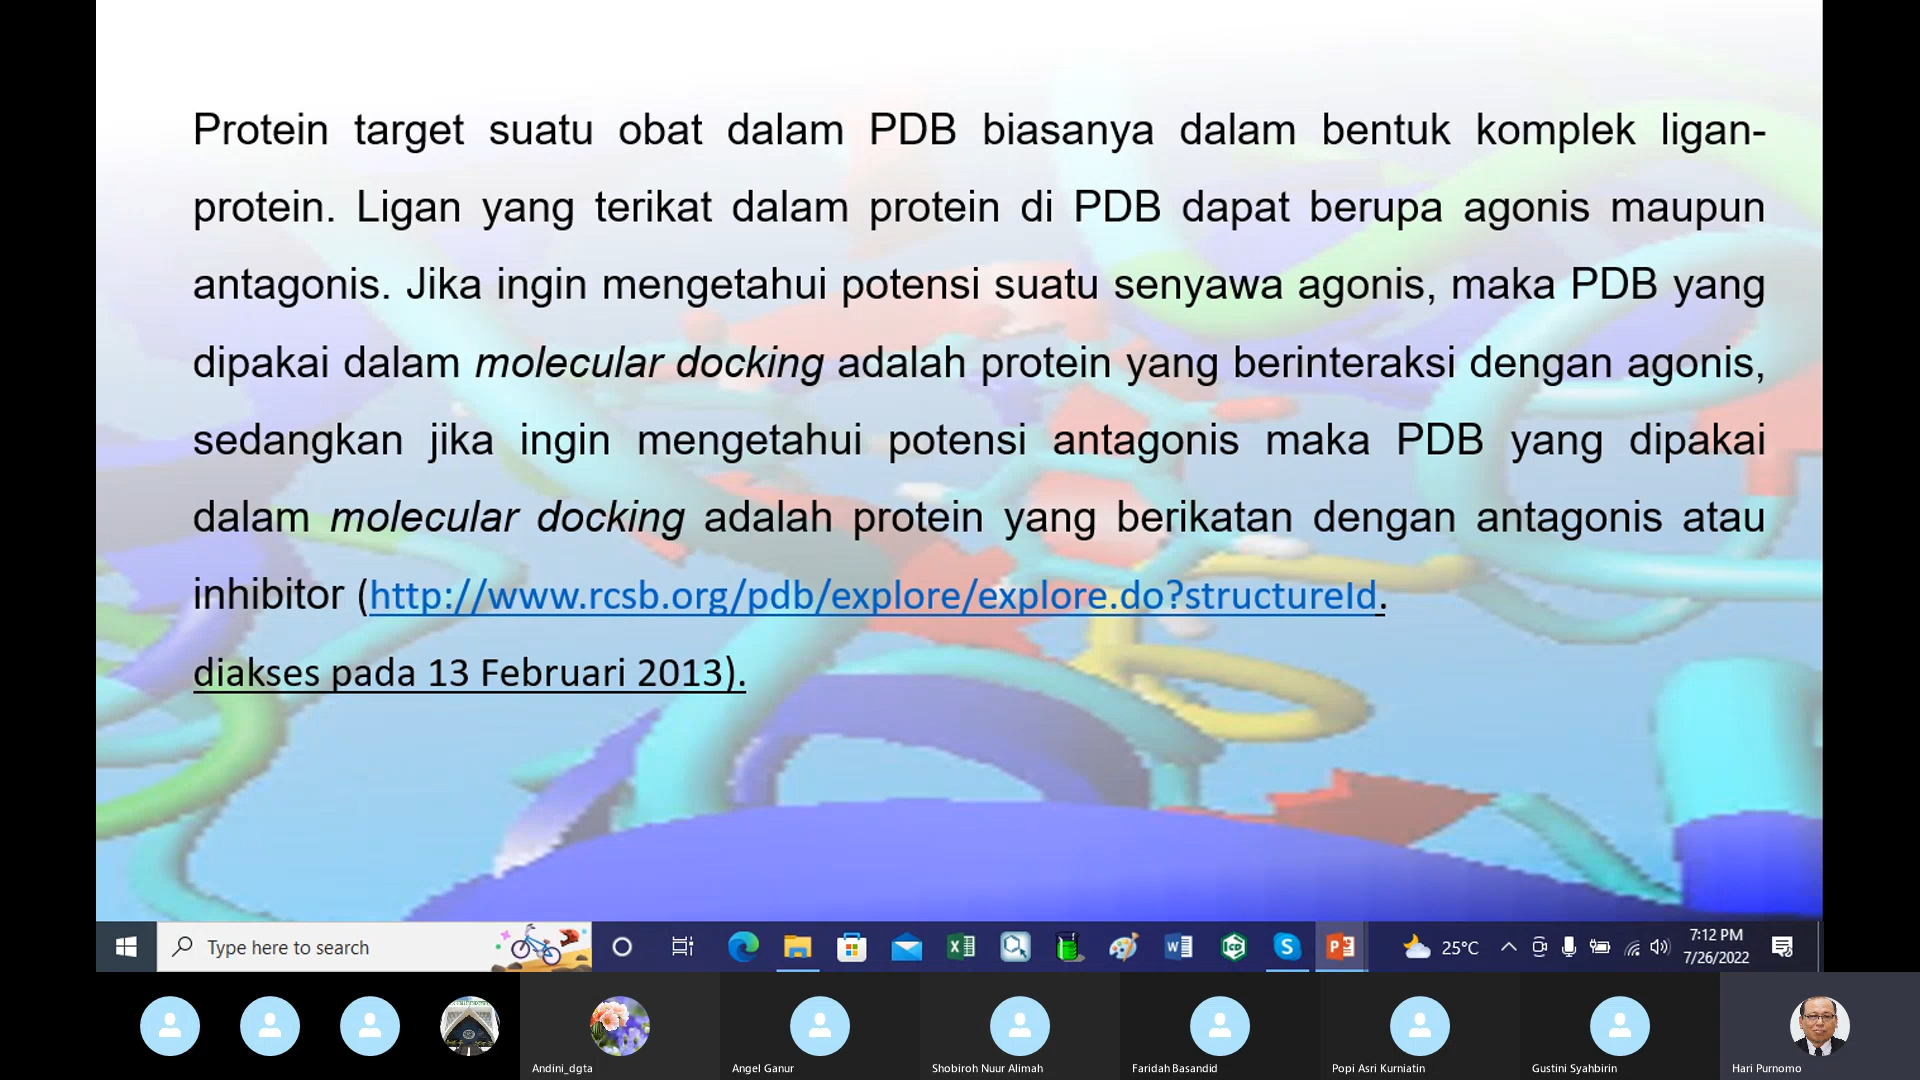 Protein target suatu obat dalam PDB biasanya dalam bentuk komplek ligan-
protein. Ligan yang terikat dalam protein di PDB dapat berupa agonis maupun
antagonis. Jika ingin mengetahui potensi suatu senyawa agonis, maka PDB yang
dipakai dalam molecular docking adalah protein yang berinteraksi dengan agonis,
sedangkan jika ingin mengetahui potensi antagonis maka PDB yang dipakai
dalam molecular docking adalah protein yang berikatan dengan antagonis atau
inhibitor (http://www.rcsb.org/pdb/explore/explore.do?structureId.
diakses pada 13 Februari 2013).
Type here to search
25°C
7:12 PM
7/26/2022
Andini_dgta
Angel Ganur
Shobiroh Nuur Alimah
Faridah Basandid
Popi Asri Kurniatin
Gustini Syahbirin
Hari Purnomo